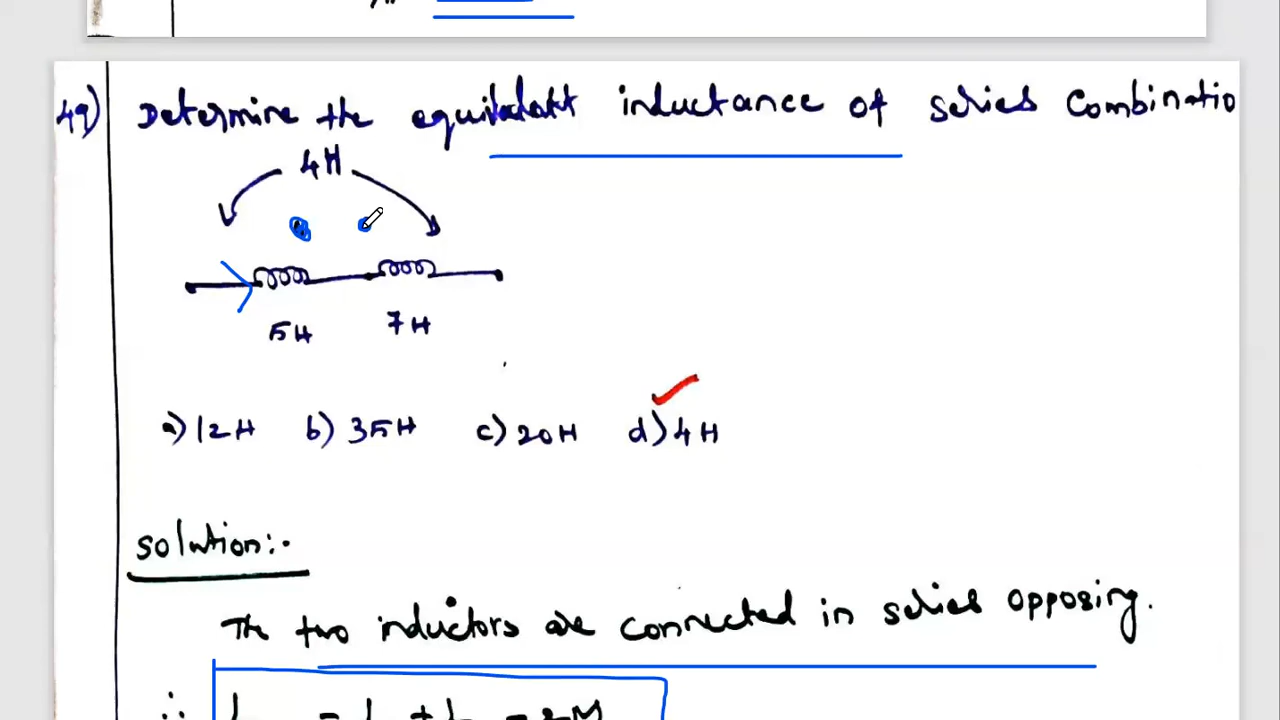 49) Determine the equivalent inductance of series Combinatio
4H
5H 7H
a) 12H b) 35H c) 20H d) 4H
solution:-
The two inductors are connected in series opposing.
∴ = + - 2M